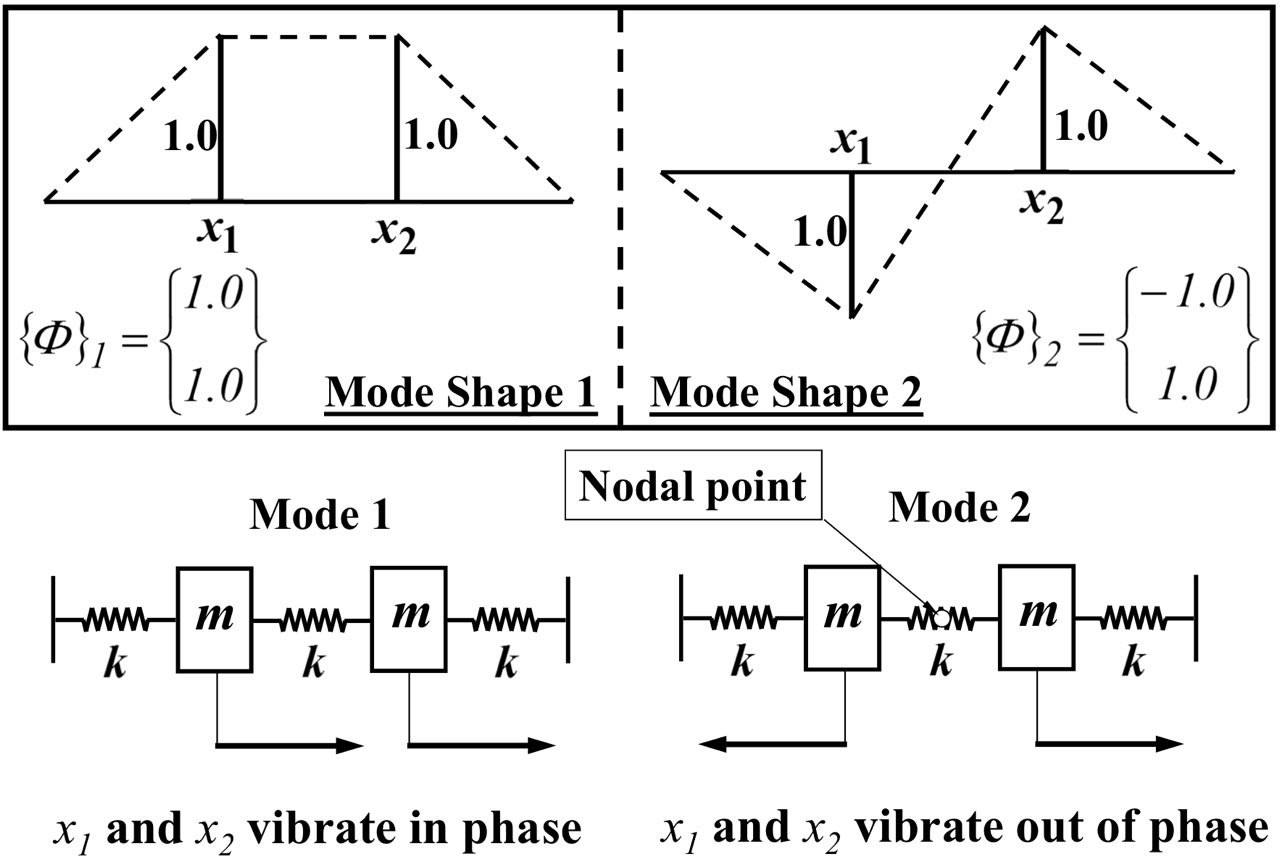 1.0
1.0
x1
x2
{Φ}1 = {1.0
1.0}
Mode Shape 1
x1
1.0
1.0
x2
{Φ}2 = {−1.0
1.0}
Mode Shape 2
Mode 1
m
m
k
k
k
x1 and x2 vibrate in phase
Nodal point
Mode 2
m
m
k
k
k
x1 and x2 vibrate out of phase